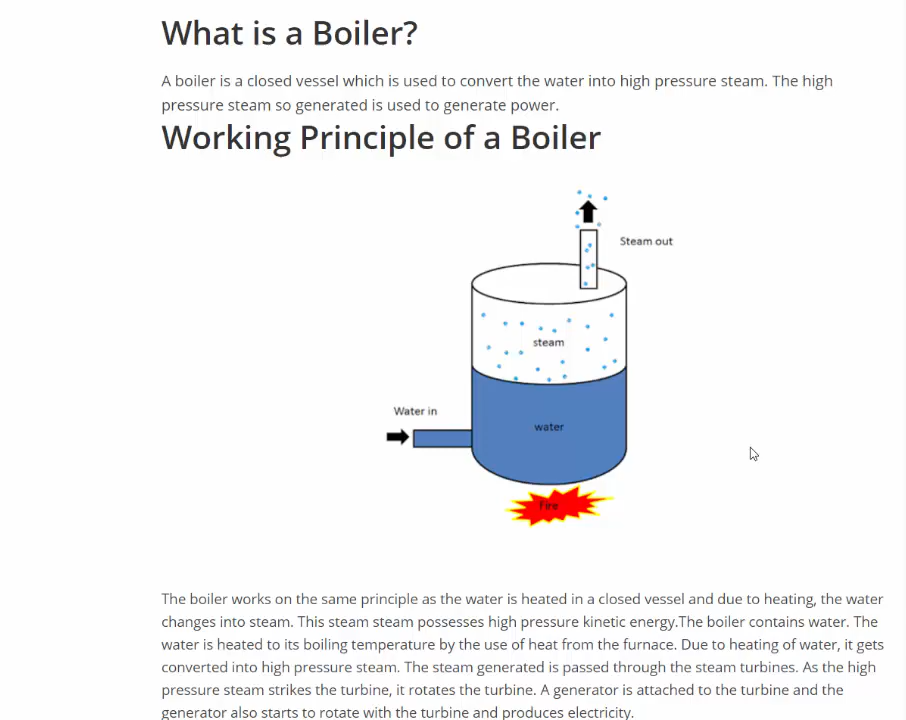 What is a Boiler?
A boiler is a closed vessel which is used to convert the water into high pressure steam. The high
pressure steam so generated is used to generate power.
Working Principle of a Boiler
Steam out
steam
Water in
water
fire
The boiler works on the same principle as the water is heated in a closed vessel and due to heating, the water
changes into steam. This steam steam possesses high pressure kinetic energy.The boiler contains water. The
water is heated to its boiling temperature by the use of heat from the furnace. Due to heating of water, it gets
converted into high pressure steam. The steam generated is passed through the steam turbines. As the high
pressure steam strikes the turbine, it rotates the turbine. A generator is attached to the turbine and the
generator also starts to rotate with the turbine and produces electricity.